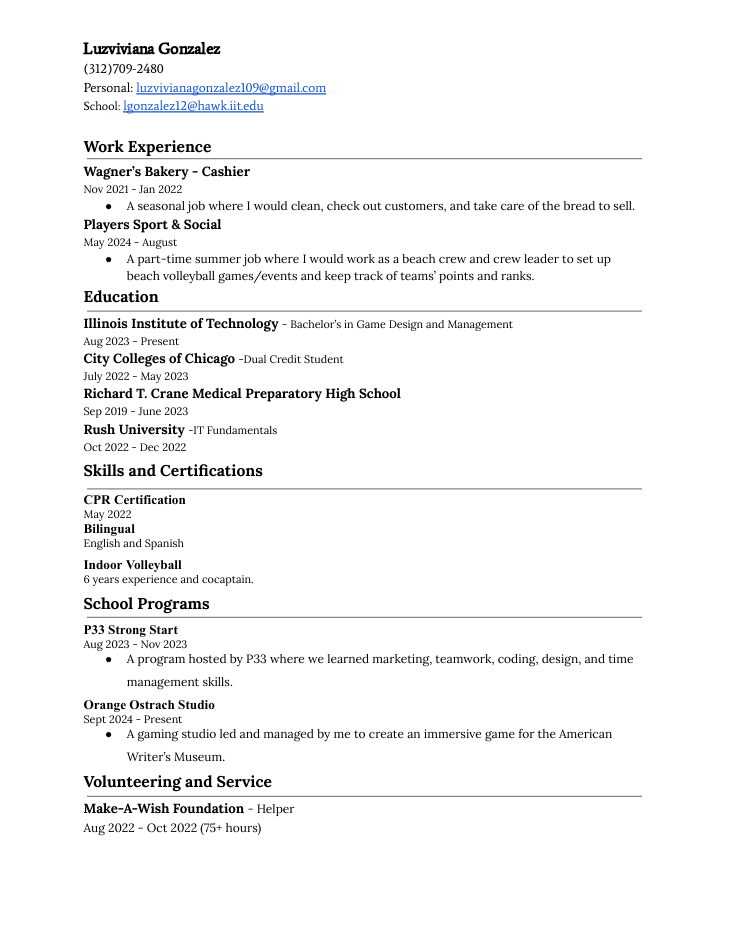 Luzviviana Gonzalez
(312)709-2480
Personal: luzvivianagonzalez109@gmail.com
School: lgonzalez12@hawk.iit.edu
Work Experience
Wagner’s Bakery - Cashier
Nov 2021 - Jan 2022
● A seasonal job where I would clean, check out customers, and take care of the bread to sell.
Players Sport & Social
May 2024 - August
● A part-time summer job where I would work as a beach crew and crew leader to set up
beach volleyball games/events and keep track of teams’ points and ranks.
Education
Illinois Institute of Technology - Bachelor’s in Game Design and Management
Aug 2023 - Present
City Colleges of Chicago -Dual Credit Student
July 2022 - May 2023
Richard T. Crane Medical Preparatory High School
Sep 2019 - June 2023
Rush University -IT Fundamentals
Oct 2022 - Dec 2022
Skills and Certifications
CPR Certification
May 2022
Bilingual
English and Spanish
Indoor Volleyball
6 years experience and cocaptain.
School Programs
P33 Strong Start
Aug 2023 - Nov 2023
● A program hosted by P33 where we learned marketing, teamwork, coding, design, and time
management skills.
Orange Ostrach Studio
Sept 2024 - Present
● A gaming studio led and managed by me to create an immersive game for the American
Writer’s Museum.
Volunteering and Service
Make-A-Wish Foundation - Helper
Aug 2022 - Oct 2022 (75+ hours)